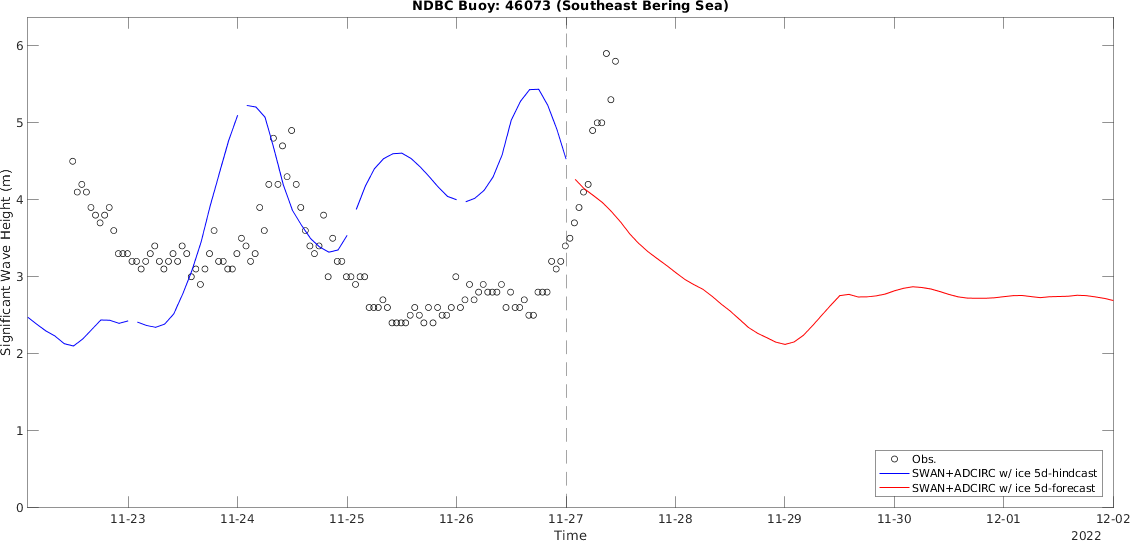 NDBC Buoy: 46073 (Southeast Bering Sea)
Significant Wave Height (m)
6
5
4
3
2
1
0
11-23 11-24 11-25 11-26 11-27 11-28 11-29 11-30 12-01 12-02
Time
2022
Obs.
SWAN+ADCIRC w/ ice 5d-hindcast
SWAN+ADCIRC w/ ice 5d-forecast